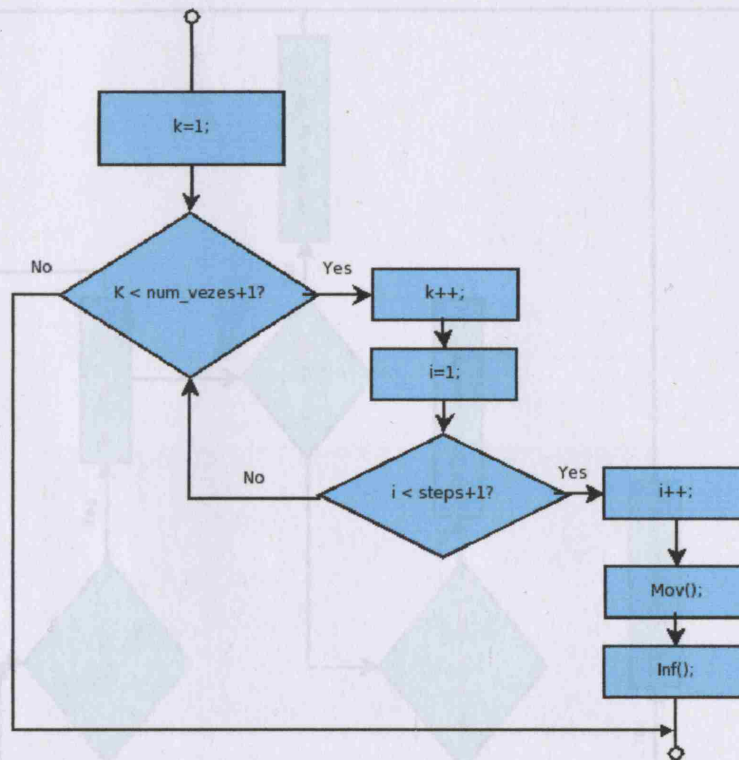 k=1;
No
K < num_vezes+1?
Yes
k++;
i=1;
No
i < steps+1?
Yes
i++;
Mov();
Inf();